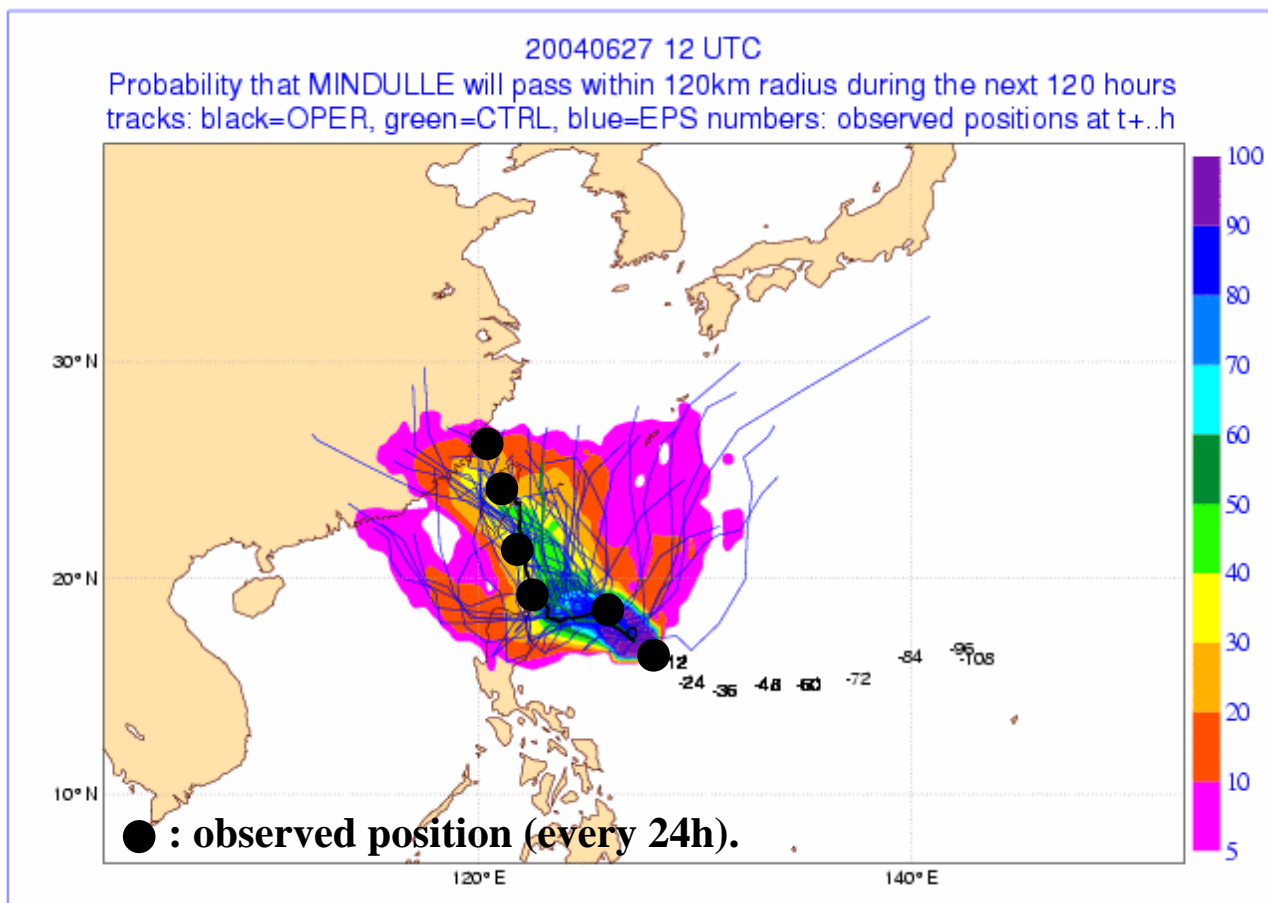 20040627 12 UTC
Probability that MINDULLE will pass within 120km radius during the next 120 hours
tracks: black=OPER, green=CTRL, blue=EPS numbers: observed positions at t+..h
100
90
80
70
60
50
40
30
20
10
5
30°N
20°N
10°N
-84
-96
-108
-72
-24
-36
12
: observed position (every 24h).
120°E
140°E